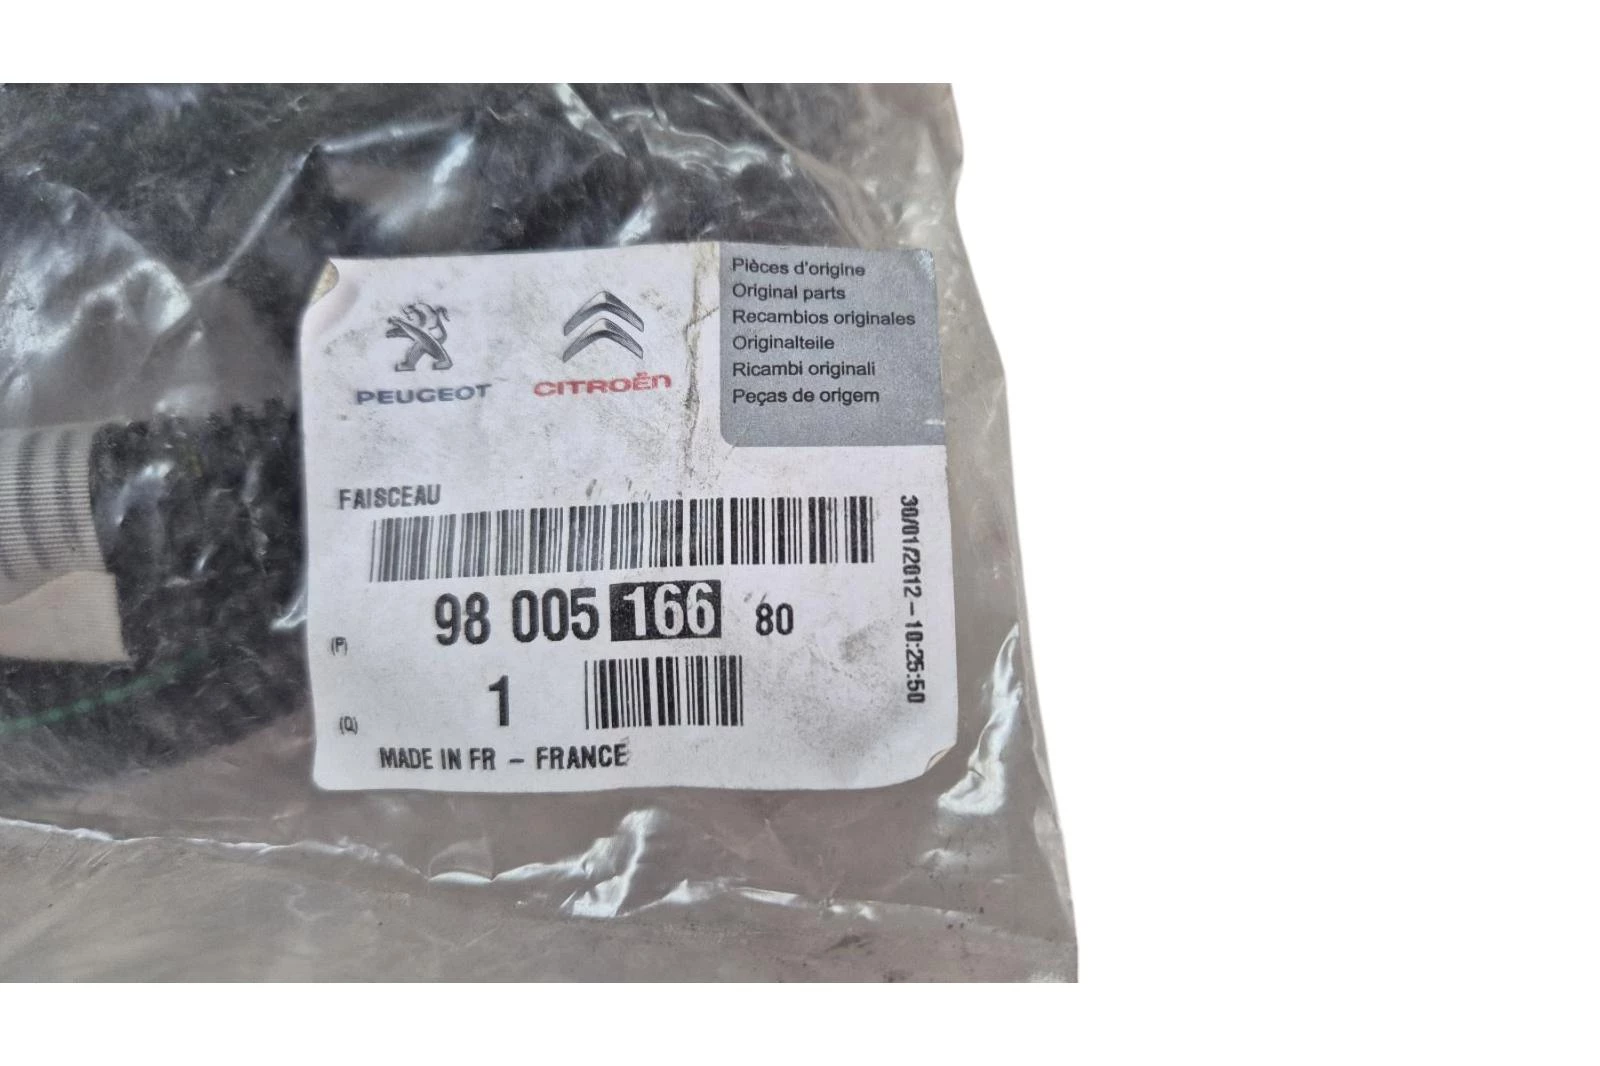 PEUGEOT
CITROËN
Pièces d'origine
Original parts
Recambios originales
Originalteile
Ricambi originali
Peças de origem
FAISCEAU
30/01/2012-10:25:50
98 005 166 80
(P)
1
(Q)
MADE IN FR - FRANCE